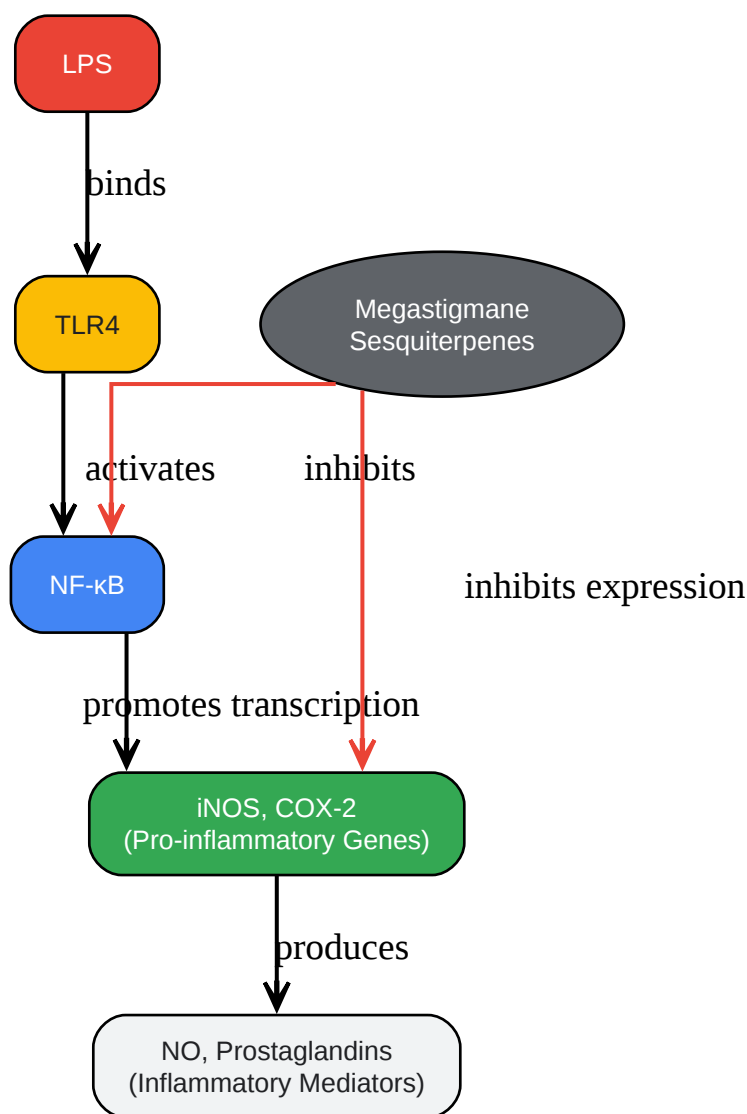 LPS
binds
TLR4
Megastigmane
Sesquiterpenes
activates
inhibits
NF-κB
inhibits expression
promotes transcription
iNOS, COX-2
(Pro-inflammatory Genes)
produces
NO, Prostaglandins
(Inflammatory Mediators)